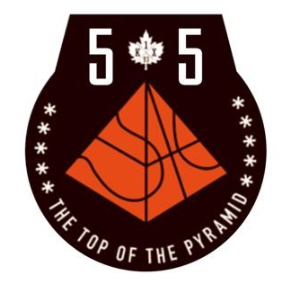 5 5
THE TOP OF THE PYRAMID